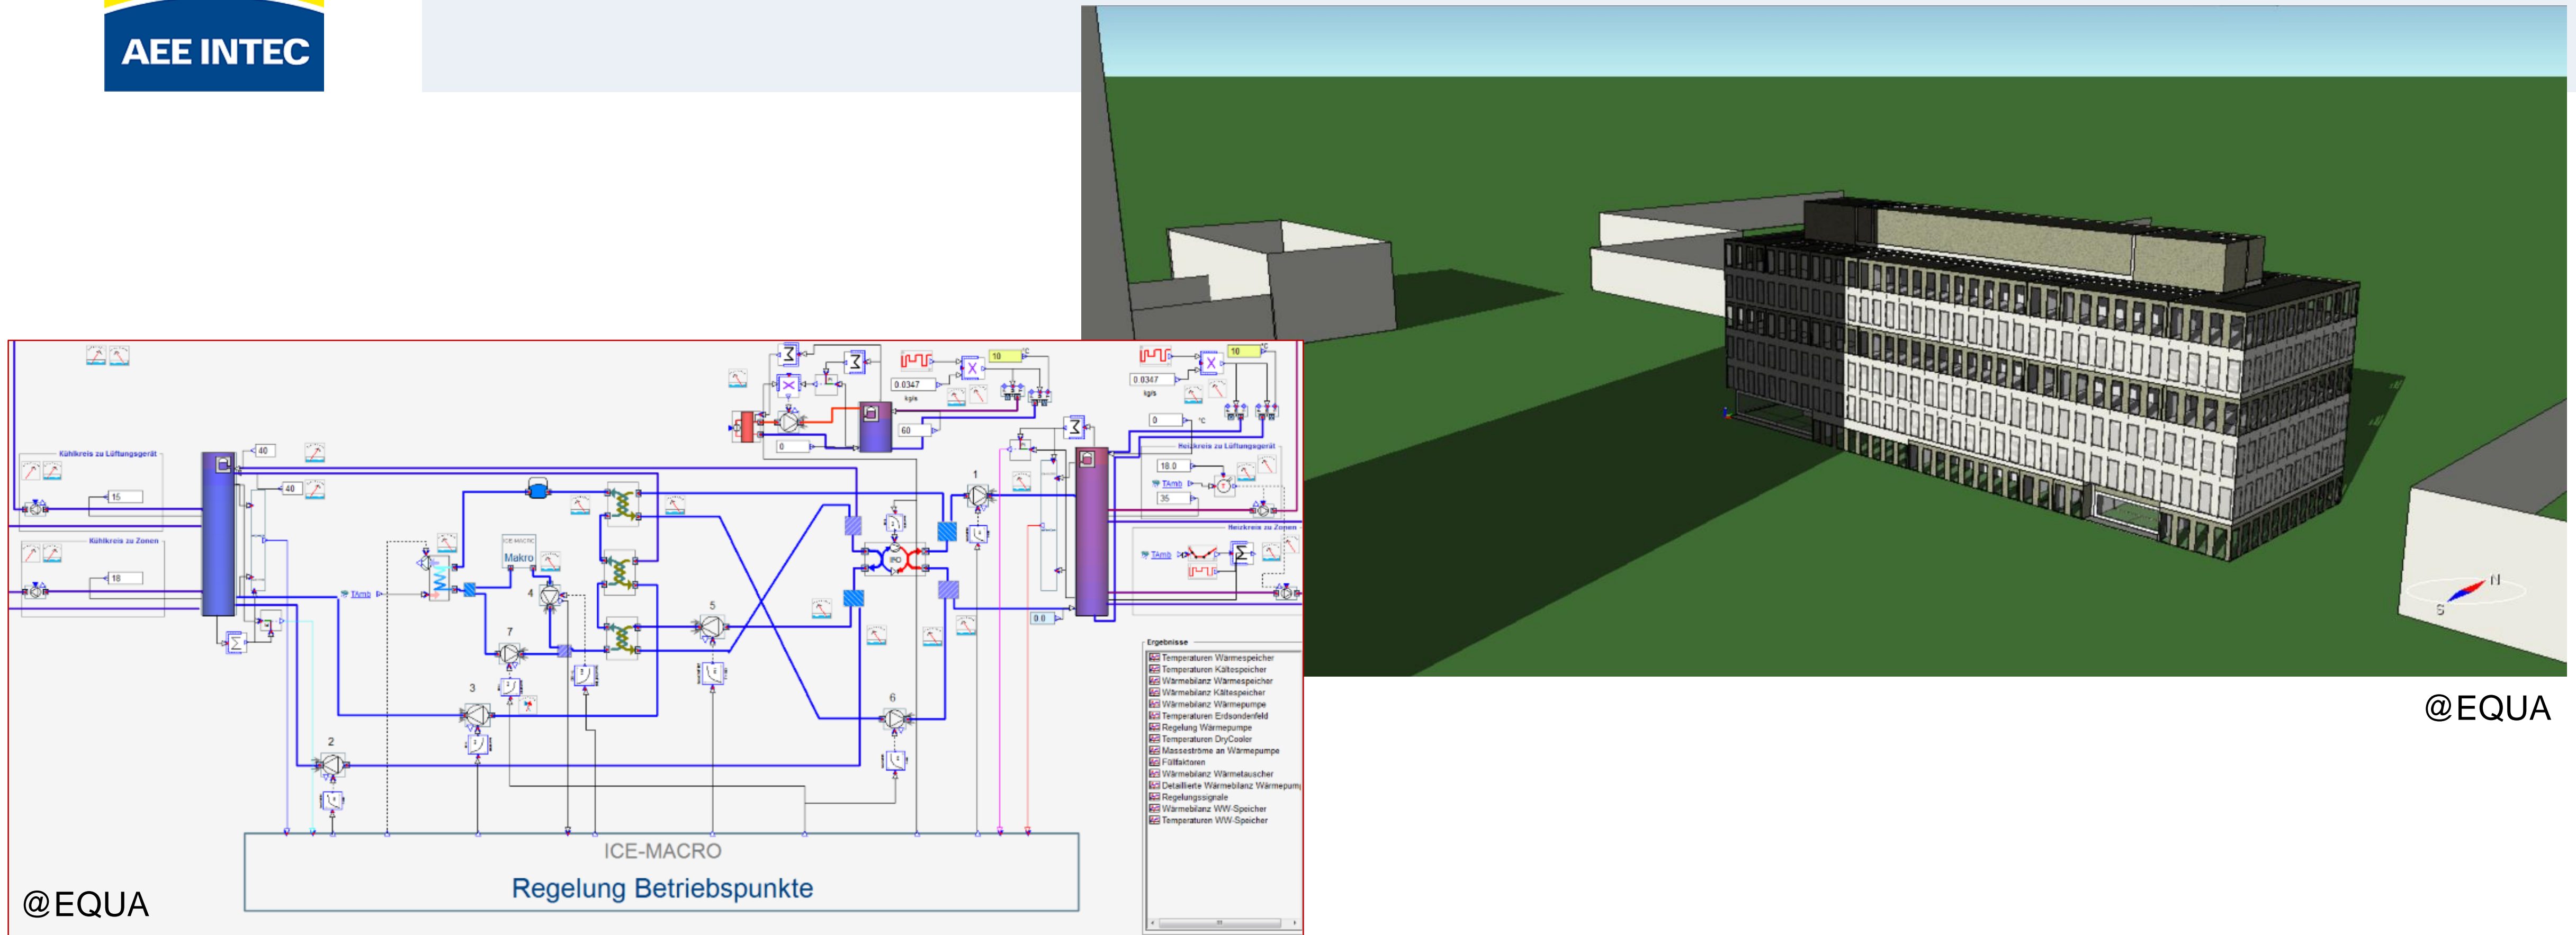 AEE INTEC
N
S
@EQUA
10
°C
0.0347
kg/s
60
0
10
°C
0.0347
kg/s
0
°C
Kühlkreis zu Lüftungsgerät
40
40
15
Kühlkreis zu Zonen
18
Heizkreis zu Lüftungsgerät
18.0
TAmb
35
Heizkreis zu Zonen
TAmb
0.0
TAmb
ICE-MACRO
Makro
1
2
3
4
5
6
7
Ergebnisse
Temperaturen Wärmespeicher
Temperaturen Kältespeicher
Wärmebilanz Wärmespeicher
Wärmebilanz Kältespeicher
Wärmebilanz Wärmepumpe
Temperaturen Erdsondenfeld
Regelung Wärmepumpe
Temperaturen DryCooler
Masseströme an Wärmepumpe
Füllfaktoren
Wärmebilanz Wärmetauscher
Detaillierte Wärmebilanz Wärmepump
Regelungssignale
Wärmebilanz WW-Speicher
Temperaturen WW-Speicher
ICE-MACRO
Regelung Betriebspunkte
@EQUA